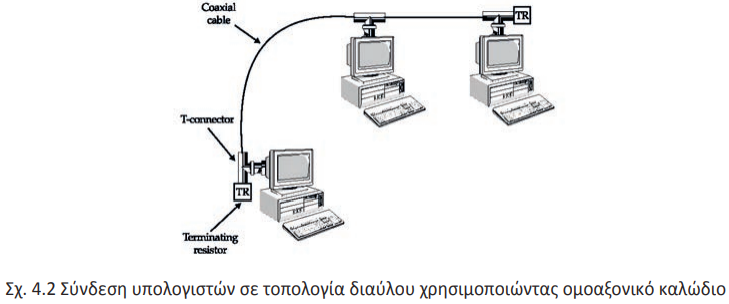 Coaxial
cable
TR
T-connector
TR
Terminating
resistor
Σχ. 4.2 Σύνδεση υπολογιστών σε τοπολογία διαύλου χρησιμοποιώντας ομοαξονικό καλώδιο